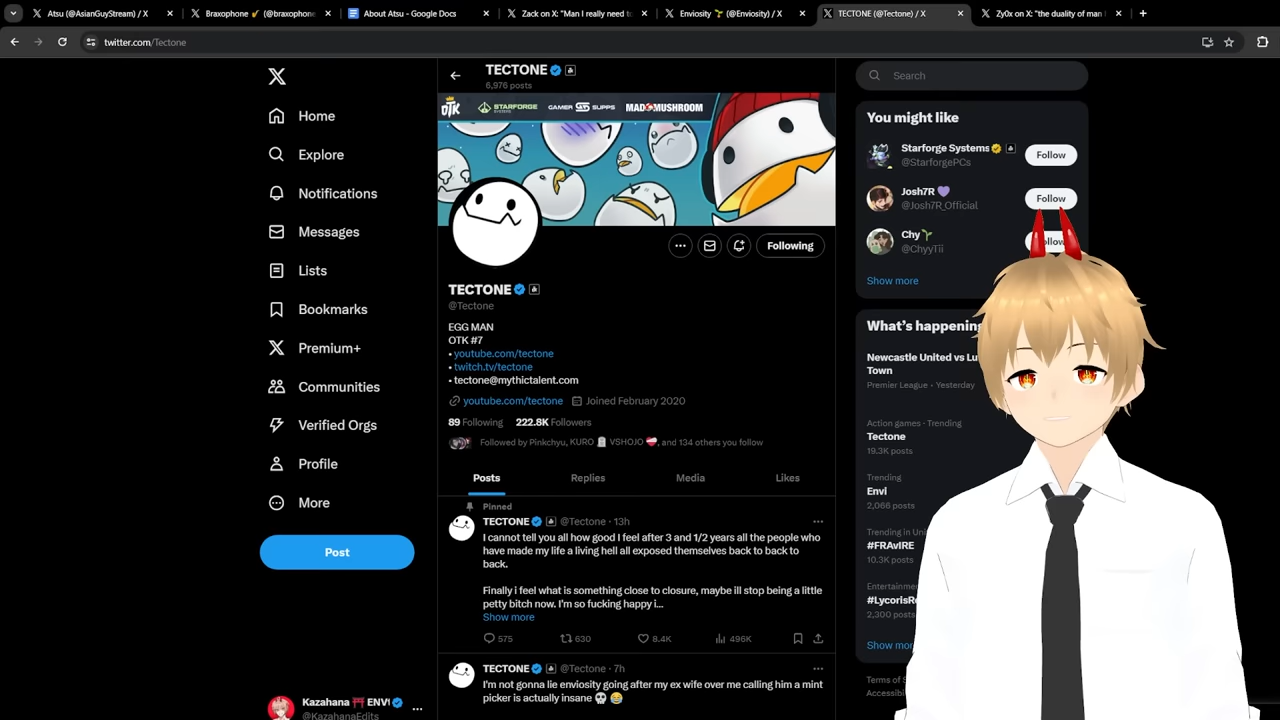 Atsu (@AsianGuyStream) / X
Braxophone 🎷 (@braxophone
About Atsu - Google Docs
Zack on X: "Man I really need to
Enviosity 🌱 (@Enviosity) / X
TECTONE (@Tectone) / X
Zy0x on X: "the duality of man
twitter.com/Tectone
Home
Explore
Notifications
Messages
Lists
Bookmarks
Premium+
Communities
Verified Orgs
Profile
More
Post
Kazahana ⛩️ ENVI
@KazahanaEdits
TECTONE
6,976 posts
OTK
STARFORGE
SYSTEMS
GAMER SUPPS
MAD MUSHROOM
Following
TECTONE
@Tectone
EGG MAN
OTK #7
• youtube.com/tectone
• twitch.tv/tectone
• tectone@mythictalent.com
youtube.com/tectone Joined February 2020
89 Following 222.8K Followers
Followed by Pinkchyu, KURO 🪦 VSHOJO 💝, and 134 others you follow
Posts Replies Media Likes
Pinned
TECTONE @Tectone · 13h
I cannot tell you all how good I feel after 3 and 1/2 years all the people who
have made my life a living hell all exposed themselves back to back to
back.
Finally i feel what is something close to closure, maybe ill stop being a little
petty bitch now. I'm so fucking happy i...
Show more
575 630 8.4K 496K
TECTONE @Tectone · 7h
I'm not gonna lie enviosity going after my ex wife over me calling him a mint
picker is actually insane 💀 😂
Search
You might like
Starforge Systems
@StarforgePCs
Follow
Josh7R 💜
@Josh7R_Official
Follow
Chy🌱
@ChyyTii
Follow
Show more
What's happening
Newcastle United vs Lu
Town
Premier League · Yesterday
Action games · Trending
Tectone
19.3K posts
Trending
Envi
2,066 posts
Trending in Uni
#FRAvIRE
10.3K posts
Entertainmen
#LycorisRe
2,300 posts
Show mor
Terms of S
Accessibil